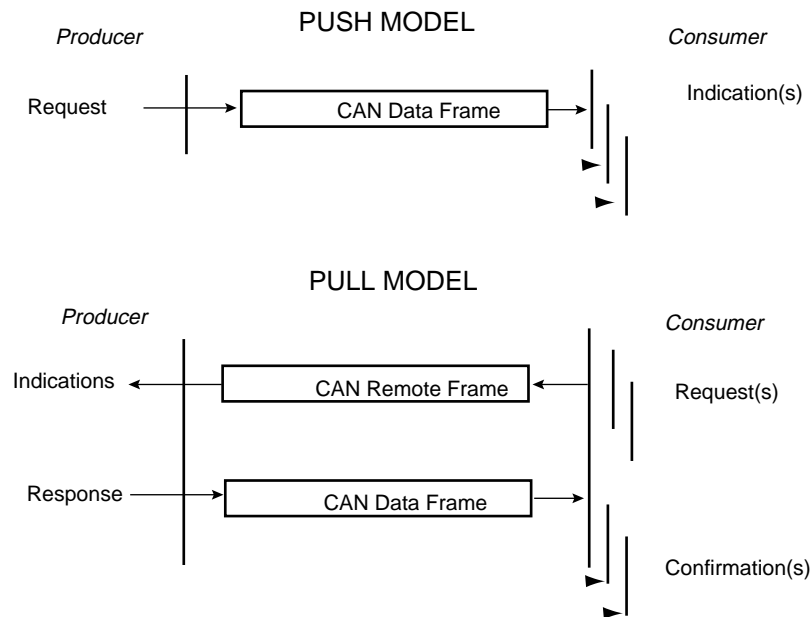 PUSH MODEL
Producer
Consumer
Request
CAN Data Frame
Indication(s)
PULL MODEL
Producer
Consumer
Indications
CAN Remote Frame
Request(s)
Response
CAN Data Frame
Confirmation(s)